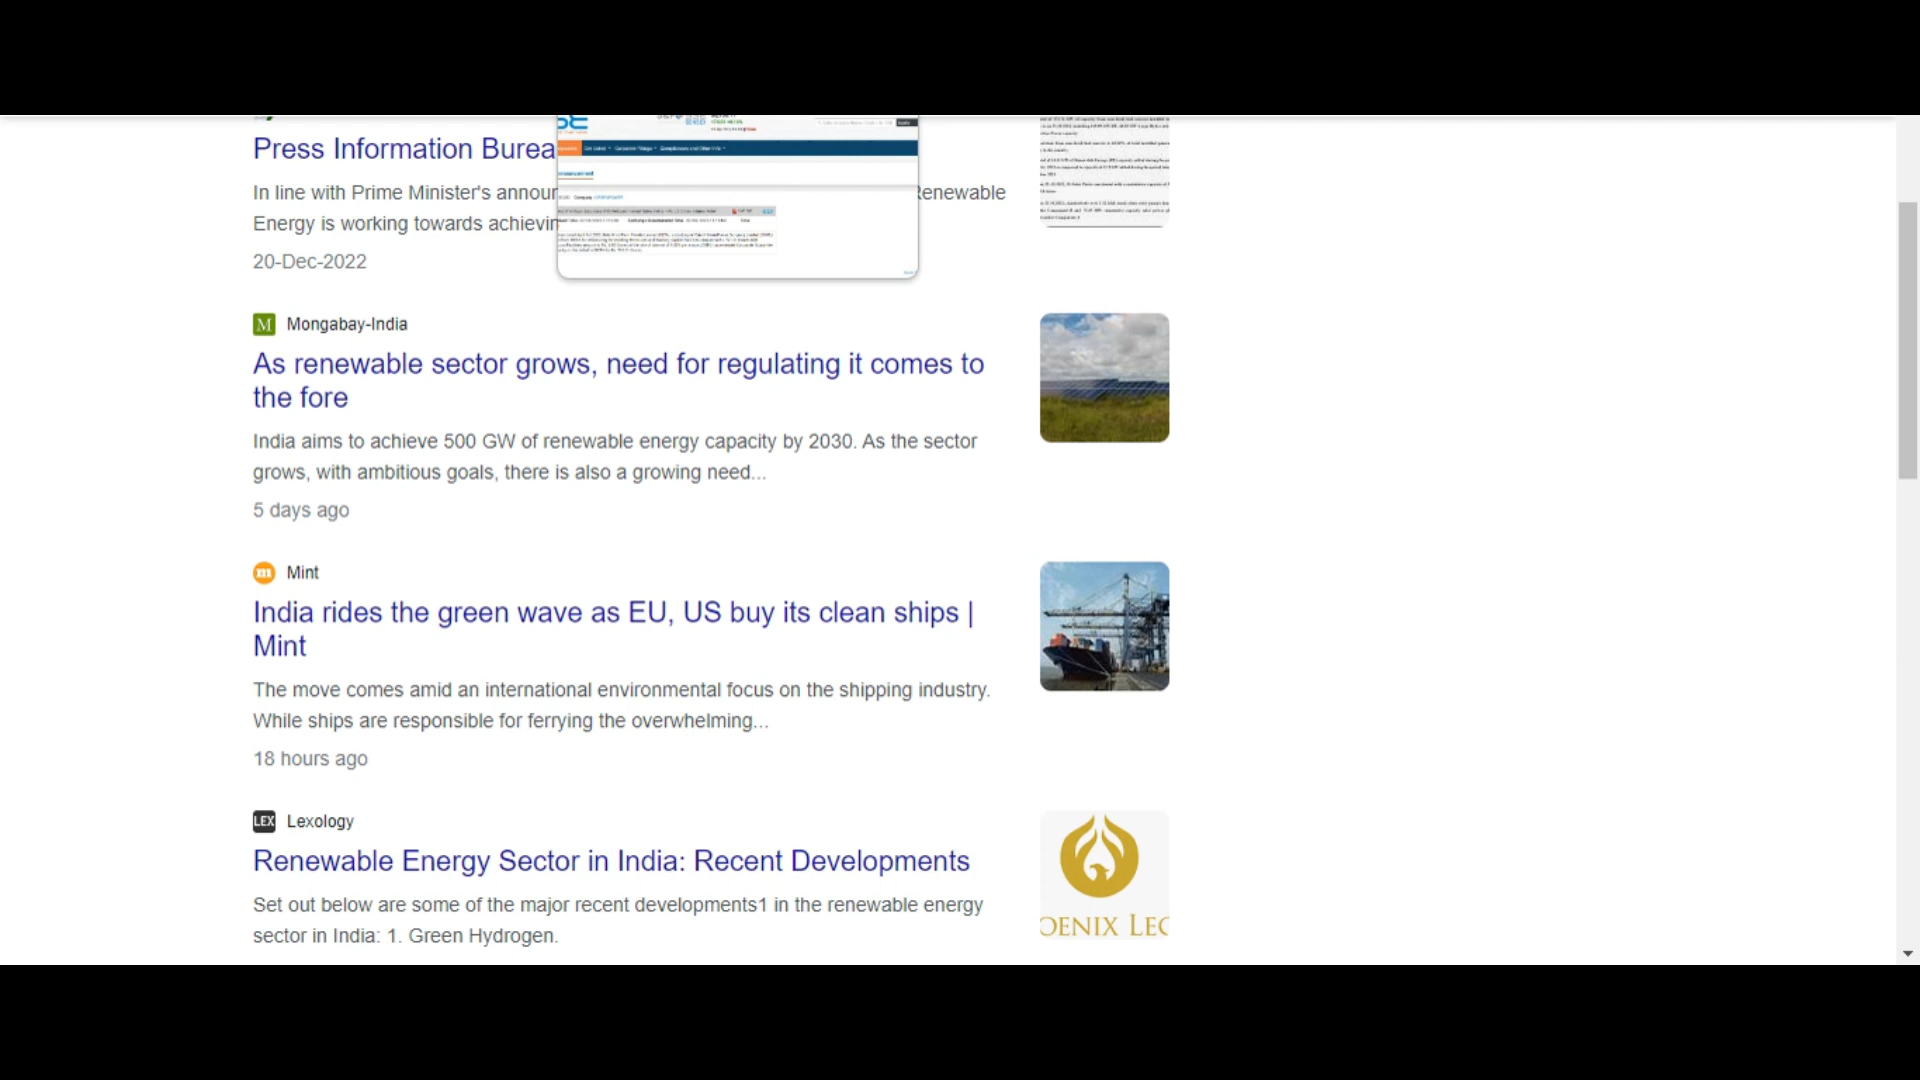 Press Information Burea
In line with Prime Minister's annour
Renewable
Energy is working towards achievin
20-Dec-2022
Corporate Filings
Mongabay-India
As renewable sector grows, need for regulating it comes to
the fore
India aims to achieve 500 GW of renewable energy capacity by 2030. As the sector
grows, with ambitious goals, there is also a growing need...
5 days ago
m
Mint
India rides the green wave as EU, US buy its clean ships |
Mint
The move comes amid an international environmental focus on the shipping industry.
While ships are responsible for ferrying the overwhelming...
18 hours ago
LEX
Lexology
Renewable Energy Sector in India: Recent Developments
Set out below are some of the major recent developments1 in the renewable energy
sector in India: 1. Green Hydrogen.
OENIX LEG